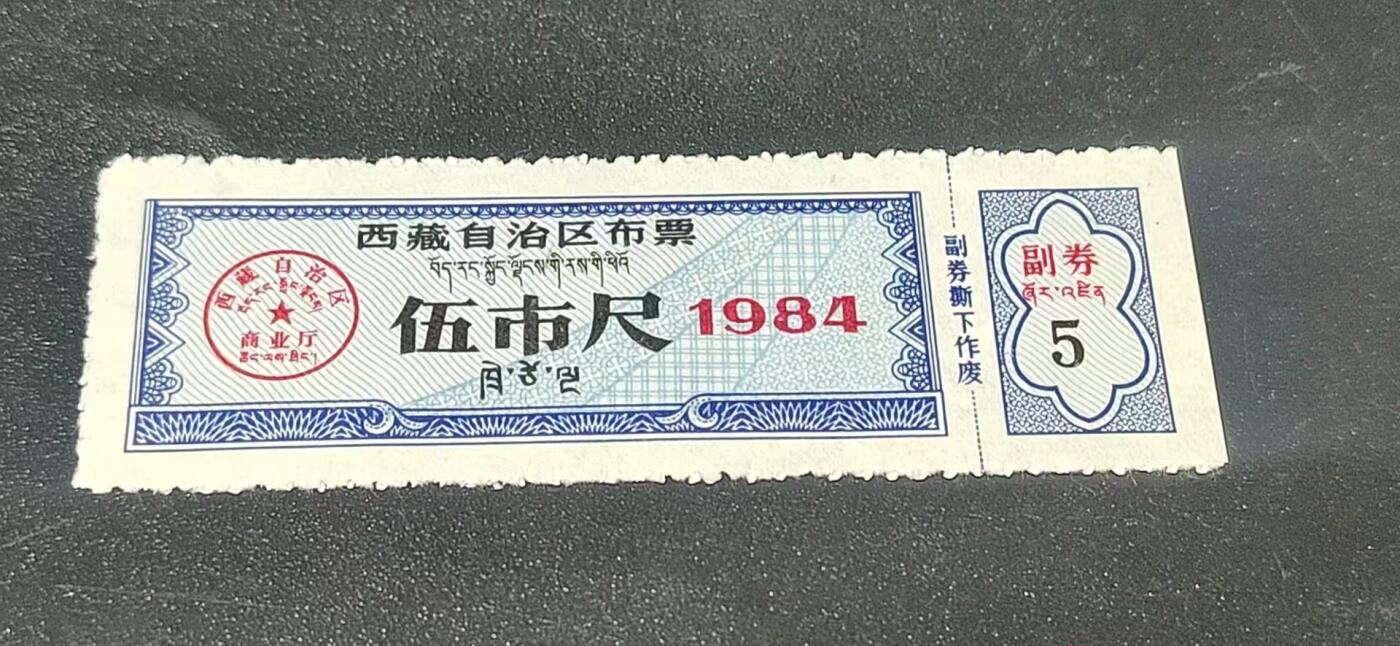 西藏自治区布票
བོད་རང་སྐྱོང་ལྗོངས་གི་རས་གི་ཕིའོ
伍市尺 1984
ཁྲེ་ཙེ་ལྔ
西藏自治区
商业厅
副券撕下作废
副券
5